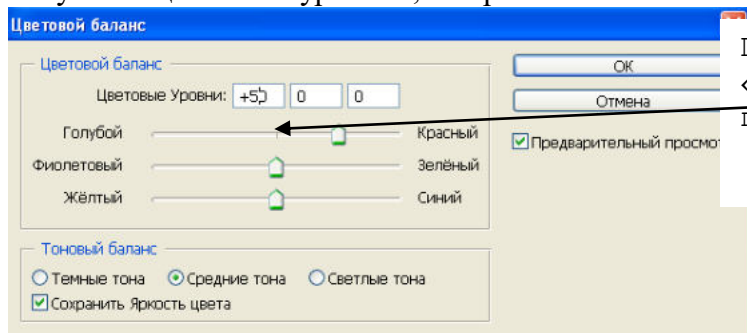 Цветовой баланс
Цветовой баланс
Цветовые Уровни: +50 0 0
Голубой Красный
Фиолетовый Зелёный
Жёлтый Синий
Тоновый баланс
Темные тона Средние тона Светлые тона
Сохранить Яркость цвета
ОК
Отмена
Предварительный просмот